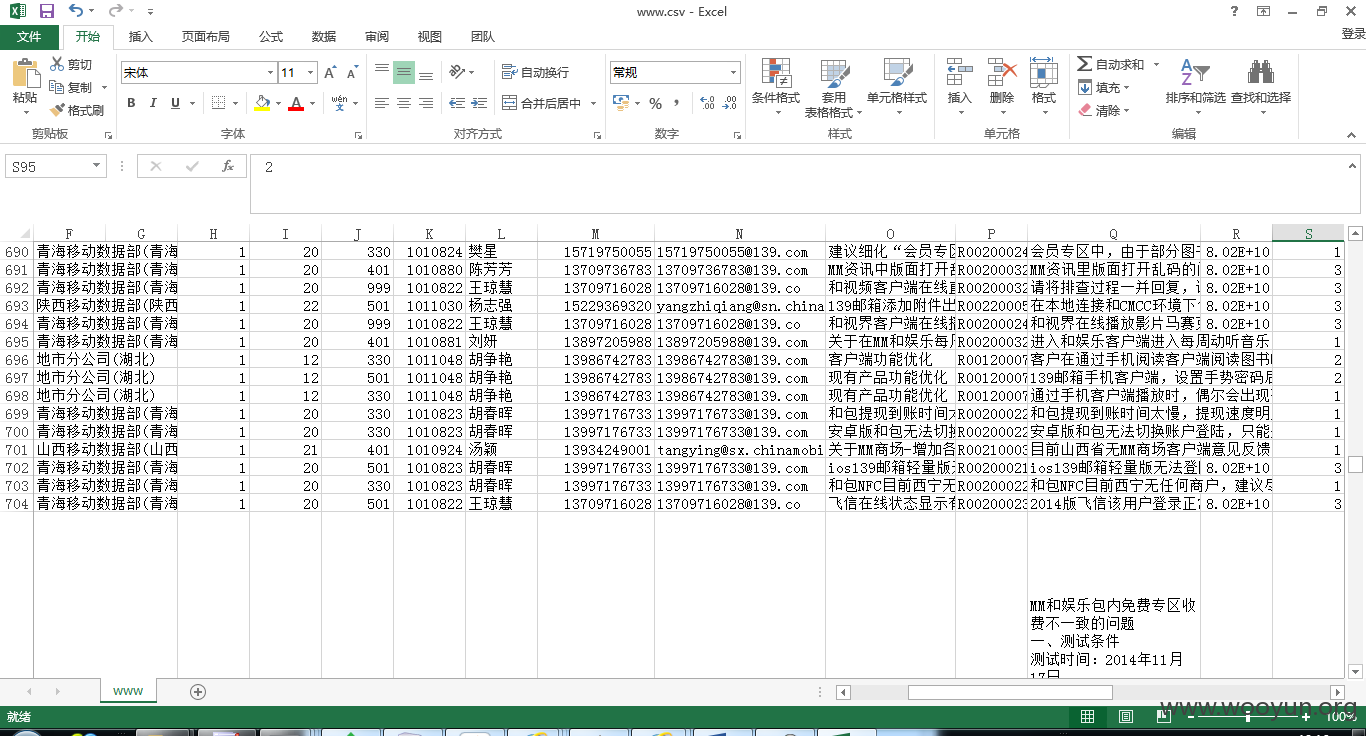 www.csv - Excel
登录
文件 开始 插入 页面布局 公式 数据 审阅 视图 团队
粘贴 剪切 复制 格式刷 剪贴板
宋体 11 B I U A wén 字体
自动换行 合并后居中 对齐方式
常规 % , 数字
条件格式 套用表格格式 单元格样式 样式
插入 删除 格式 单元格
自动求和 填充 清除 排序和筛选 查找和选择 编辑
S95 fx 2
F G H I J K L M N O P Q R S
690 青海移动数据部(青海 1 20 330 1010824 樊星 15719750055 15719750055@139.com 建议细化“会员专区 R00200024 会员专区中，由于部分图书 8.02E+10 1
691 青海移动数据部(青海 1 20 401 1010880 陈芳芳 13709736783 13709736783@139.com MM资讯中版面打开乱 R00200032 MM资讯里版面打开乱码的问 8.02E+10 3
692 青海移动数据部(青海 1 20 999 1010822 王琼慧 13709716028 13709716028@139.co 和视频客户端在线直 R00200032 请将排查过程一并回复， 8.02E+10 3
693 陕西移动数据部(陕西 1 22 501 1011030 杨志强 15229369320 yangzhiqiang@sn.china 139邮箱添加附件出 R00220005 在本地连接和CMCC环境下 8.02E+10 3
694 青海移动数据部(青海 1 20 999 1010822 王琼慧 13709716028 13709716028@139.co 和视界客户端在线播 R00200024 和视界在线播放影片马赛克 8.02E+10 3
695 青海移动数据部(青海 1 20 401 1010881 刘妍 13897205988 13897205988@139.com 关于在MM和娱乐每月 R00200032 进入和娱乐客户端进入每周动听音乐 8.02E+10 1
696 地市分公司(湖北) 1 12 330 1011048 胡争艳 13986742783 13986742783@139.com 客户端功能优化 R00120007 客户在通过手机阅读客户端阅读图书 8.02E+10 2
697 地市分公司(湖北) 1 12 501 1011048 胡争艳 13986742783 13986742783@139.com 现有产品功能优化 R00120007 139邮箱手机客户端，设置手势密码后 8.02E+10 2
698 地市分公司(湖北) 1 12 330 1011048 胡争艳 13986742783 13986742783@139.com 现有产品功能优化 R00120007 通过手机客户端播放时，偶尔会出现 8.02E+10 1
699 青海移动数据部(青海 1 20 330 1010823 胡春晖 13997176733 13997176733@139.com 和包提现到账时间太 R00200022 和包提现到账时间太慢，提现速度明 8.02E+10 1
700 青海移动数据部(青海 1 20 330 1010823 胡春晖 13997176733 13997176733@139.com 安卓版和包无法切换 R00200022 安卓版和包无法切换账户登陆，只能 8.02E+10 1
701 山西移动数据部(山西 1 21 401 1010924 汤颖 13934249001 tangying@sx.chinamobi 关于MM商场-增加各 R00210003 目前山西省无MM商场客户端意见反馈 8.02E+10 1
702 青海移动数据部(青海 1 20 501 1010823 胡春晖 13997176733 13997176733@139.com ios139邮箱轻量版无 R00200021 ios139邮箱轻量版无法登 8.02E+10 3
703 青海移动数据部(青海 1 20 330 1010823 胡春晖 13997176733 13997176733@139.com 和包NFC目前西宁无 R00200022 和包NFC目前西宁无任何商户，建议尽 8.02E+10 1
704 青海移动数据部(青海 1 20 501 1010822 王琼慧 13709716028 13709716028@139.co 飞信在线状态显示有 R00200023 2014版飞信该用户登录正常 8.02E+10 3
MM和娱乐包内免费专区收
费不一致的问题
一、测试条件
测试时间：2014年11月
17日
www
就绪
100%
www.wooyun.org